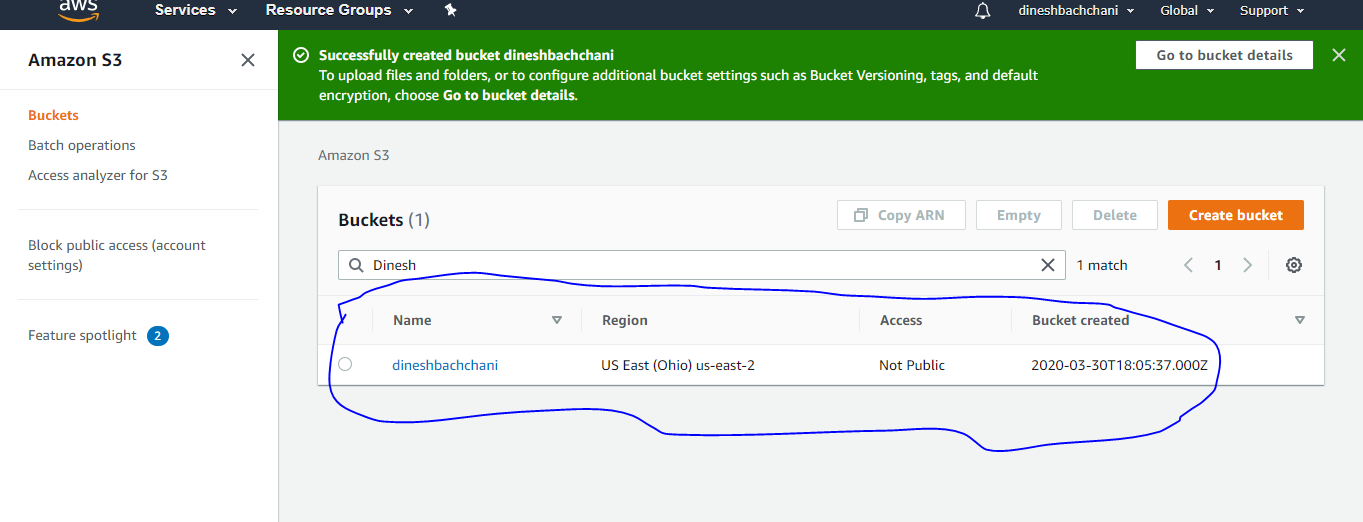 aws Services Resource Groups dineshbachchani Global Support
Amazon S3
Buckets
Batch operations
Access analyzer for S3
Block public access (account
settings)
Feature spotlight 2
Successfully created bucket dineshbachchani
To upload files and folders, or to configure additional bucket settings such as Bucket Versioning, tags, and default
encryption, choose Go to bucket details.
Go to bucket details
Amazon S3
Buckets (1) Copy ARN Empty Delete Create bucket
Dinesh 1 match 1
Name Region Access Bucket created
dineshbachchani US East (Ohio) us-east-2 Not Public 2020-03-30T18:05:37.000Z